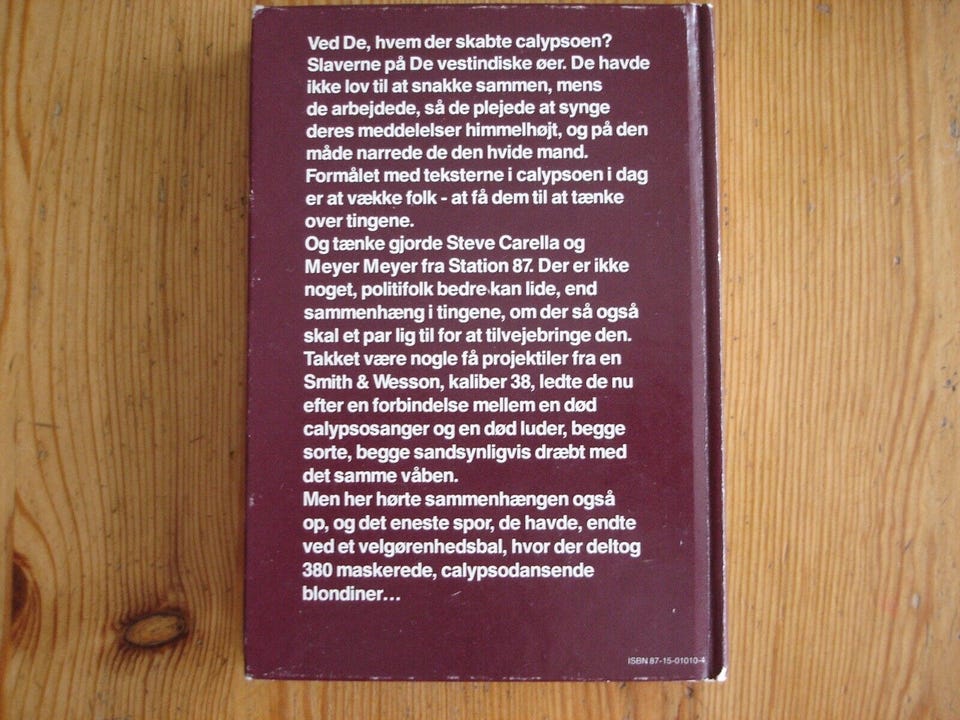 Ved De, hvem der skabte calypsoen?
Slaverne på De vestindiske øer. De havde
ikke lov til at snakke sammen, mens
de arbejdede, så de plejede at synge
deres meddelelser himmelhøjt, og på den
måde narrede de den hvide mand.
Formålet med teksterne i calypsoen i dag
er at vække folk - at få dem til at tænke
over tingene.
Og tænke gjorde Steve Carella og
Meyer Meyer fra Station 87. Der er ikke
noget, politifolk bedre kan lide, end
sammenhæng i tingene, om der så også
skal et par lig til for at tilvejebringe den.
Takket være nogle få projektiler fra en
Smith & Wesson, kaliber 38, ledte de nu
efter en forbindelse mellem en død
calypsosanger og en død luder, begge
sorte, begge sandsynligvis dræbt med
det samme våben.
Men her hørte sammenhængen også
op, og det eneste spor, de havde, endte
ved et velgørenhedsbal, hvor der deltog
380 maskerede, calypsodansende
blondiner...
ISBN 87-15-01010-4